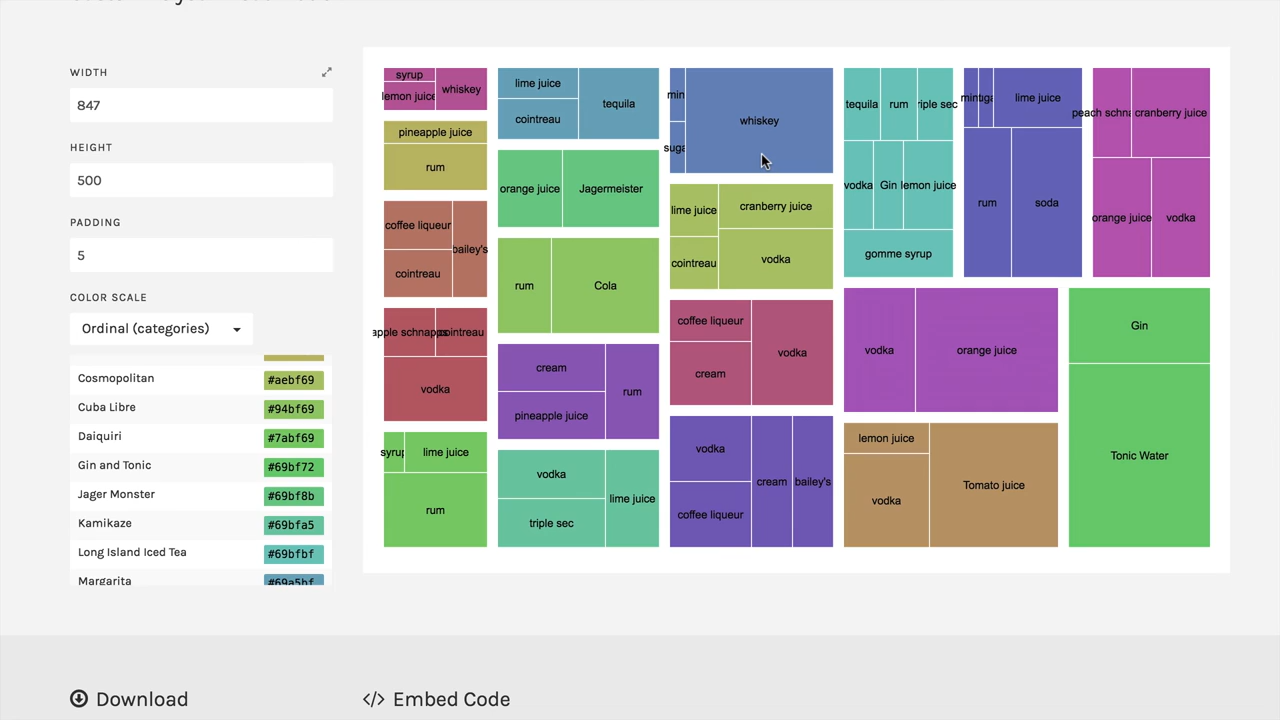 WIDTH
847
HEIGHT
500
PADDING
5
COLOR SCALE
Ordinal (categories)
Cosmopolitan #aebf69
Cuba Libre #94bf69
Daiquiri #7abf69
Gin and Tonic #69bf72
Jager Monster #69bf8b
Kamikaze #69bfa5
Long Island Iced Tea #69bfbf
Margarita #69a5bf
syrup
lemon juice
whiskey
pineapple juice
rum
coffee liqueur
cointreau
bailey's
apple schnapps
cointreau
vodka
syrup
lime juice
rum
lime juice
cointreau
tequila
orange juice
Jagermeister
rum
Cola
cream
pineapple juice
rum
vodka
triple sec
lime juice
min
suga
whiskey
lime juice
cointreau
cranberry juice
vodka
coffee liqueur
cream
vodka
vodka
coffee liqueur
cream
bailey's
tequila
rum
riple sec
vodka
Gin
lemon juice
gomme syrup
mint
iga
lime juice
rum
soda
peach schna
cranberry juice
orange juice
vodka
vodka
orange juice
lemon juice
vodka
Tomato juice
Gin
Tonic Water
Download
</> Embed Code